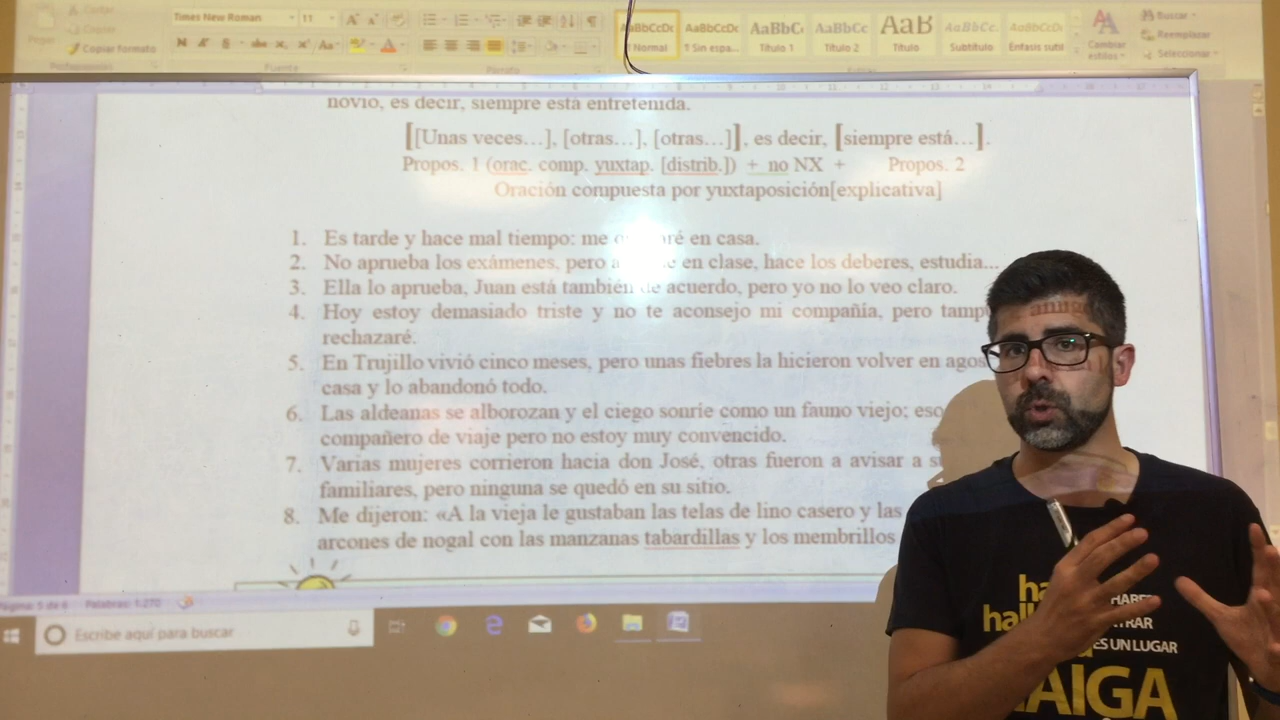 Cortar
Copiar
Copiar formato
Times New Roman
11
Normal
1 Sin espa...
Título 1
Título 2
Título
Subtítulo
Énfasis sutil
Cambiar
estilos
Buscar
Reemplazar
Seleccionar
Fuente
Párrafo
novio, es decir, siempre está entretenida.
[[Unas veces…], [otras…], [otras…]], es decir, [siempre está…].
Propos. 1 (orac. comp. yuxtap. [distrib.]) + no NX + Propos. 2
Oración compuesta por yuxtaposición[explicativa]
1. Es tarde y hace mal tiempo: me en casa.
2. No aprueba los exámenes, pero en clase, hace los deberes, estudia...
3. Ella lo aprueba, Juan está también de acuerdo, pero yo no lo veo claro.
4. Hoy estoy demasiado triste y no te aconsejo mi compañía, pero
rechazaré.
5. En Trujillo vivió cinco meses, pero unas fiebres la hicieron volver en
casa y lo abandonó todo.
6. Las aldeanas se alborozan y el ciego sonríe como un fauno viejo;
compañero de viaje pero no estoy muy convencido.
7. Varias mujeres corrieron hacia don José, otras fueron a avisar a
familiares, pero ninguna se quedó en su sitio.
8. Me dijeron: «A la vieja le gustaban las telas de lino casero y las
arcones de nogal con las manzanas tabardillas y los membrillos
Página: 5 de 6 Palabras: 1.270
Escribe aquí para buscar
ES UN LUGAR